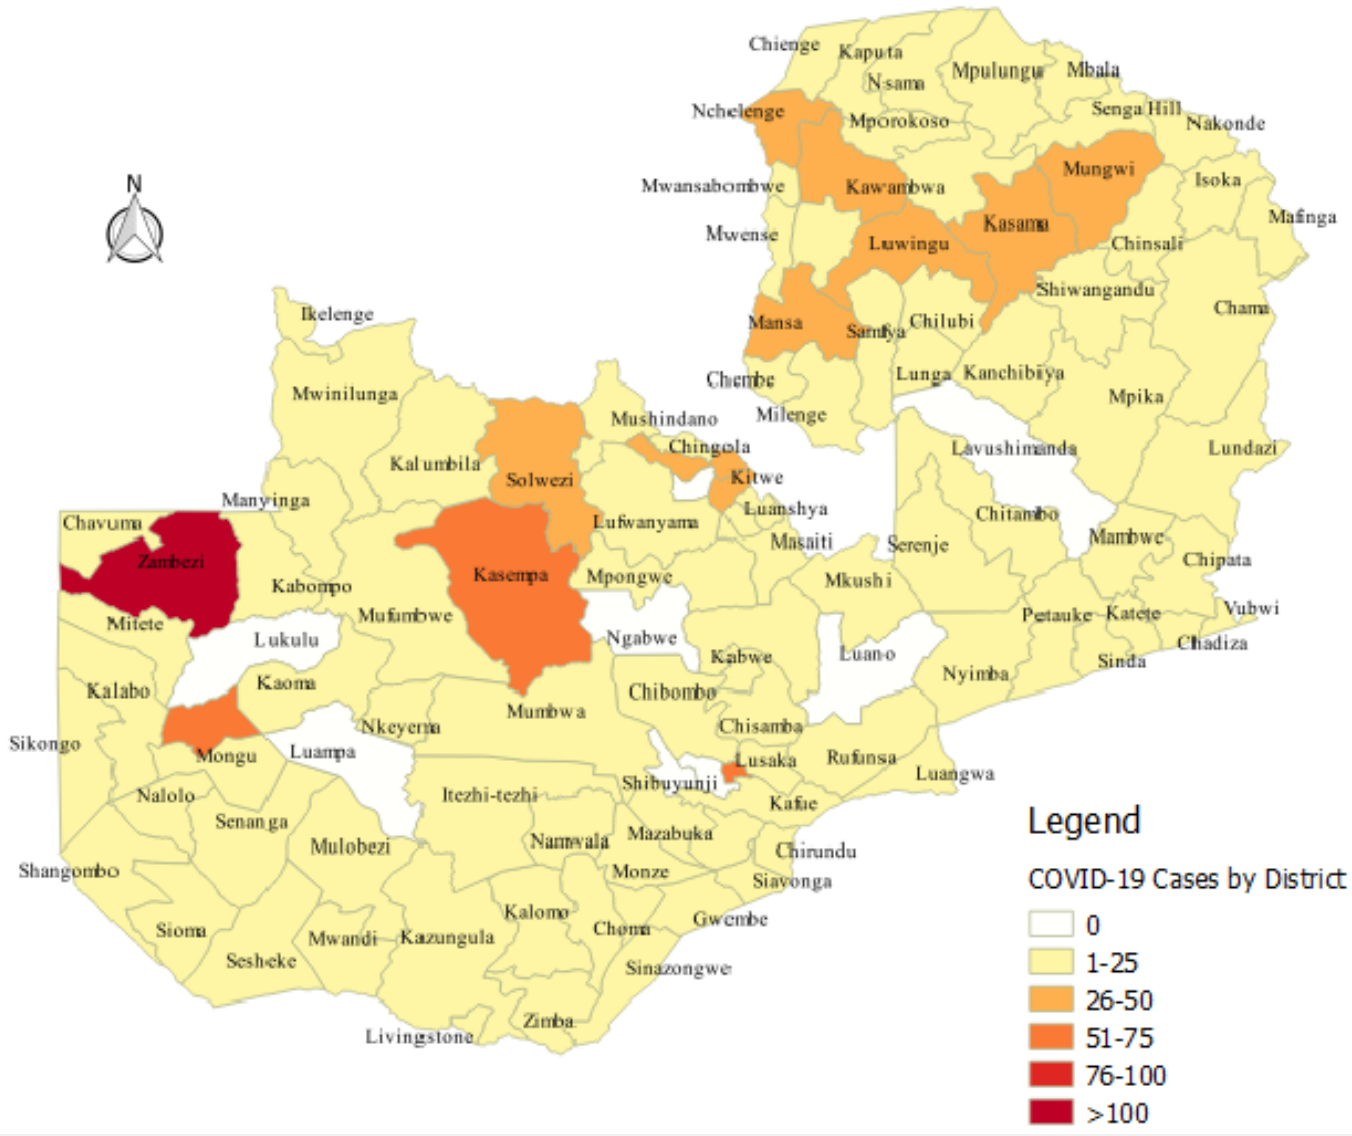 Chienge
Kaputa
Nsama
Mpulungu
Mbala
Nchelenge
Mporokoso
Senga Hill
Nakonde
Mwansabombwe
Kawambwa
Mungwi
Isoka
Mafinga
Mwense
Luwingu
Kasama
Chinsali
Shiwangandu
Chama
N
Ikelenge
Mansa
Samfya
Chilubi
Chembe
Lunga
Kanchibiya
Mwinilunga
Milenge
Mpika
Mushindano
Chingola
Lavushimanda
Lundazi
Kalumbila
Solwezi
Kitwe
Manyinga
Luanshya
Chitambo
Chavuma
Lufwanyama
Masaiti
Serenje
Mambwe
Zambezi
Kasempa
Mpongwe
Mkushi
Chipata
Kabompo
Mitete
Mufumbwe
Petauke
Katete
Vubwi
Lukulu
Ngabwe
Kabwe
Luano
Chadiza
Sinda
Nyimba
Kalabo
Kaoma
Chibombo
Mumbwa
Chisamba
Nkeyema
Sikongo
Mongu
Luampa
Lusaka
Rufunsa
Luangwa
Shibuyunji
Nalolo
Itezhi-tezhi
Kafue
Senanga
Mulobezi
Namwala
Mazabuka
Chirundu
Shangombo
Monze
Siavonga
Kalomo
Choma
Gwembe
Sioma
Mwandi
Kazungula
Sesheke
Sinazongwe
Zimba
Livingstone
Legend
COVID-19 Cases by District
0
1-25
26-50
51-75
76-100
>100